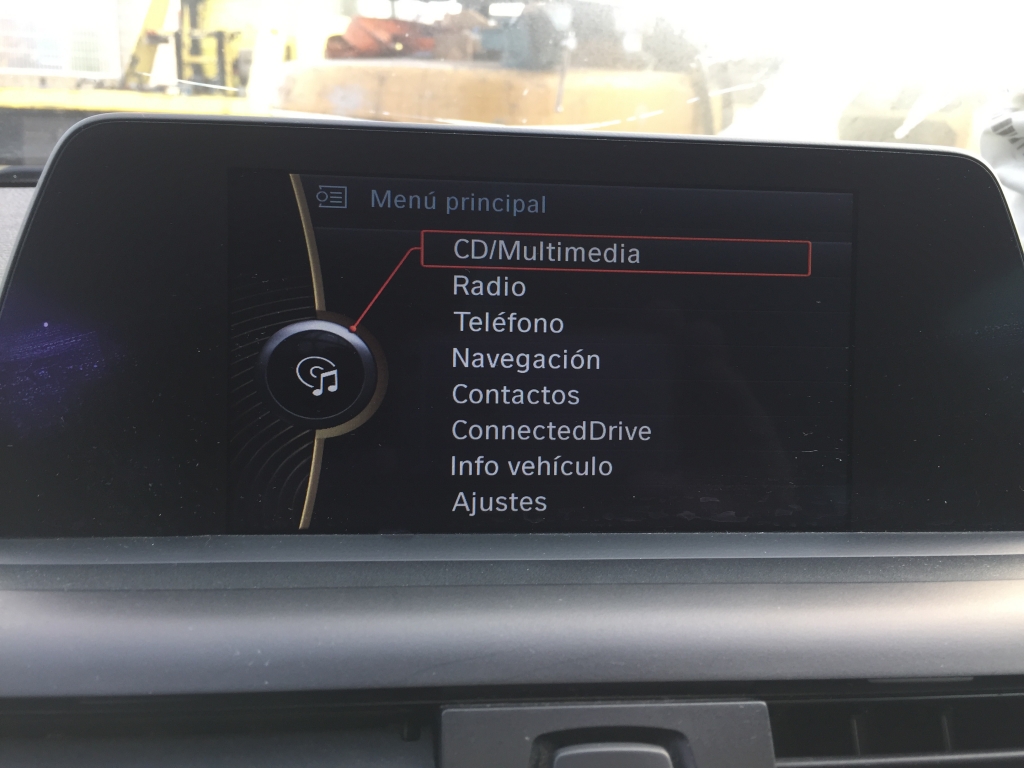 Menú principal
CD/Multimedia
Radio
Teléfono
Navegación
Contactos
ConnectedDrive
Info vehículo
Ajustes